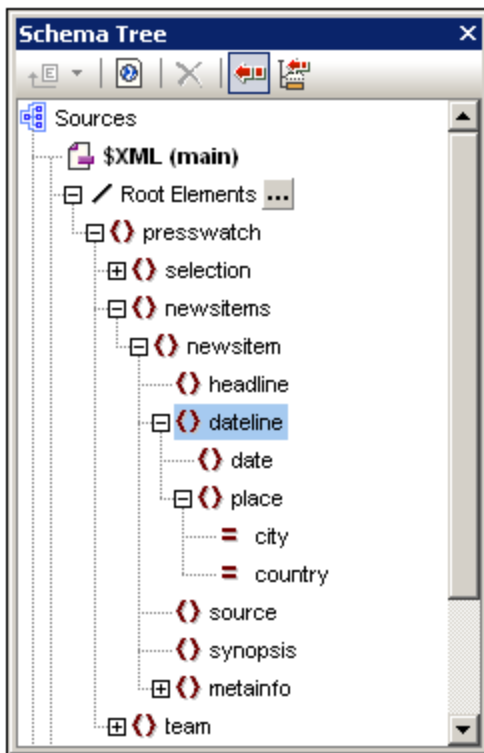 Schema Tree
Sources
$XML (main)
Root Elements ...
presswatch
selection
newsitems
newsitem
headline
dateline
date
place
= city
= country
source
synopsis
metainfo
team